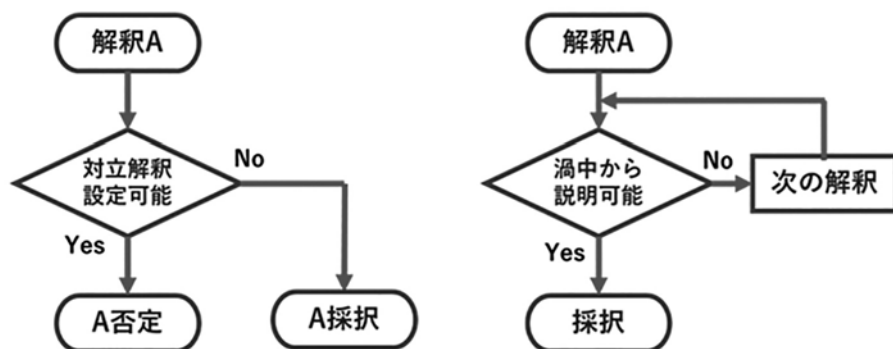 解釈A
対立解釈
設定可能
No
Yes
A否定
A採択
解釈A
渦中から
説明可能
No
次の解釈
Yes
採択